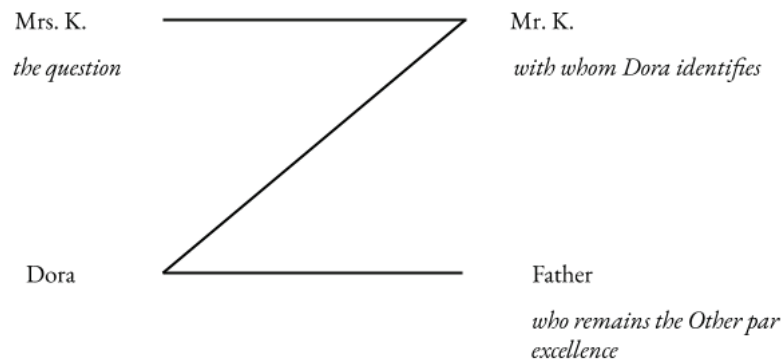 Mrs. K.
Mr. K.
the question
with whom Dora identifies
Dora
Father
who remains the Other par
excellence